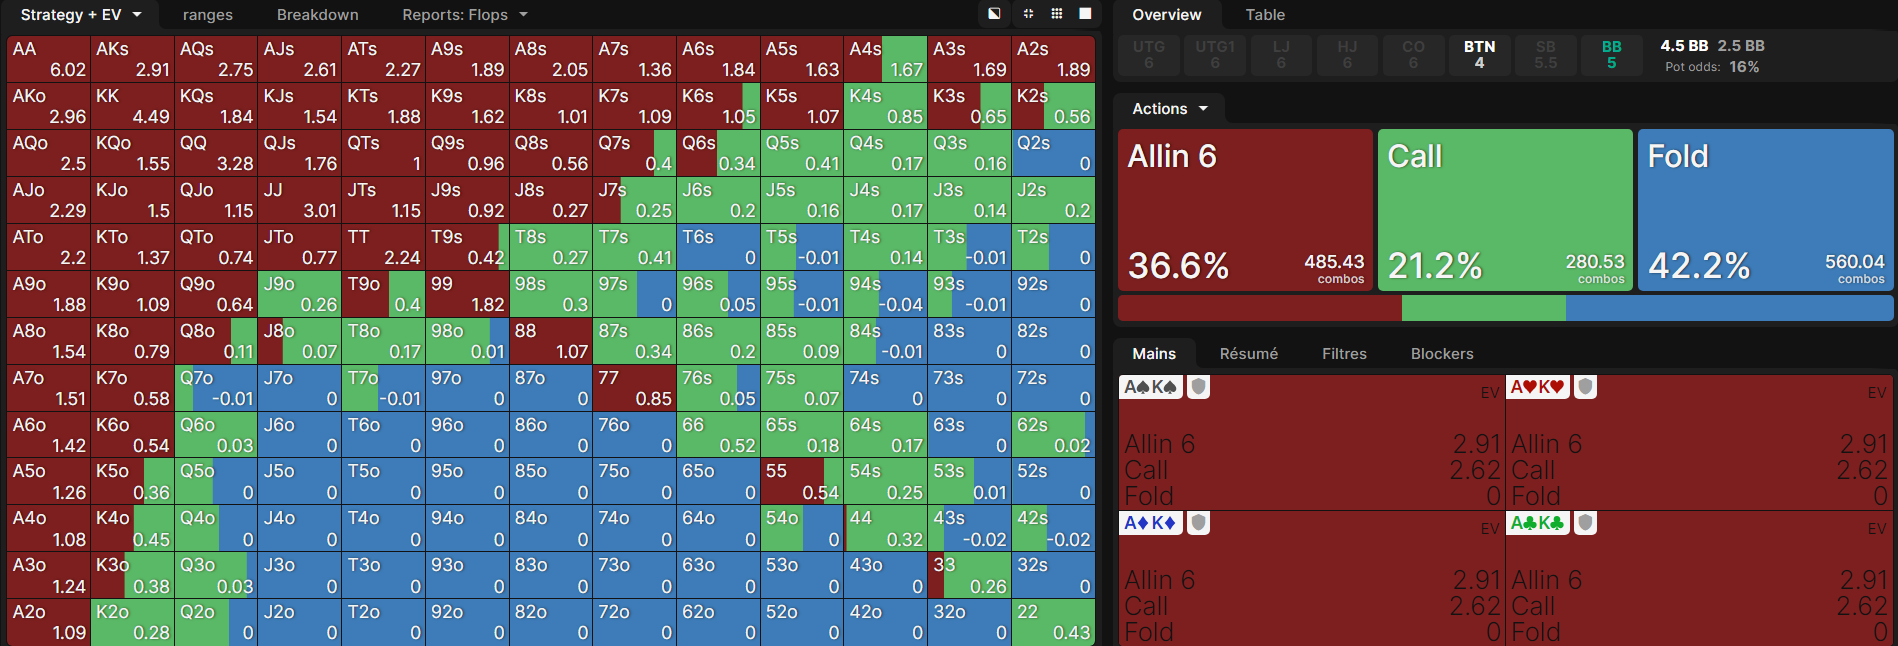 Strategy + EV ranges Breakdown Reports: Flops
AA AKs AQs AJs ATs A9s A8s A7s A6s A5s A4s A3s A2s
6.02 2.91 2.75 2.61 2.27 1.89 2.05 1.36 1.84 1.63 1.67 1.69 1.89
AKo KK KQs KJs KTs K9s K8s K7s K6s K5s K4s K3s K2s
2.96 4.49 1.84 1.54 1.88 1.62 1.01 1.09 1.05 1.07 0.85 0.65 0.56
AQo KQo QQ QJs QTs Q9s Q8s Q7s Q6s Q5s Q4s Q3s Q2s
2.5 1.55 3.28 1.76 1 0.96 0.56 0.4 0.34 0.41 0.17 0.16 0
AJo KJo QJo JJ JTs J9s J8s J7s J6s J5s J4s J3s J2s
2.29 1.5 1.15 3.01 1.15 0.92 0.27 0.25 0.2 0.16 0.17 0.14 0.2
ATo KTo QTo JTo TT T9s T8s T7s T6s T5s T4s T3s T2s
2.2 1.37 0.74 0.77 2.24 0.42 0.27 0.41 0 -0.01 0.14 -0.01 0
A9o K9o Q9o J9o T9o 99 98s 97s 96s 95s 94s 93s 92s
1.88 1.09 0.64 0.26 0.4 1.82 0.3 0 0.05 -0.01 -0.04 -0.01 0
A8o K8o Q8o J8o T8o 98o 88 87s 86s 85s 84s 83s 82s
1.54 0.79 0.11 0.07 0.17 0.01 1.07 0.34 0.2 0.09 -0.01 0 0
A7o K7o Q7o J7o T7o 97o 87o 77 76s 75s 74s 73s 72s
1.51 0.58 -0.01 0 -0.01 0 0 0.85 0.05 0.07 0 0 0
A6o K6o Q6o J6o T6o 96o 86o 76o 66 65s 64s 63s 62s
1.42 0.54 0.03 0 0 0 0 0 0.52 0.18 0.17 0 0.02
A5o K5o Q5o J5o T5o 95o 85o 75o 65o 55 54s 53s 52s
1.26 0.36 0 0 0 0 0 0 0 0.54 0.25 0.01 0
A4o K4o Q4o J4o T4o 94o 84o 74o 64o 54o 44 43s 42s
1.08 0.45 0 0 0 0 0 0 0 0 0.32 -0.02 -0.02
A3o K3o Q3o J3o T3o 93o 83o 73o 63o 53o 43o 33 32s
1.24 0.38 0.03 0 0 0 0 0 0 0 0 0.26 0
A2o K2o Q2o J2o T2o 92o 82o 72o 62o 52o 42o 32o 22
1.09 0.28 0 0 0 0 0 0 0 0 0 0 0.43
Overview Table
UTG UTG1 LJ HJ CO BTN SB BB 4.5 BB 2.5 BB
6 6 6 6 6 4 5.5 5 Pot odds: 16%
Actions
Allin 6 Call Fold
36.6% 485.43 combos 21.2% 280.53 combos 42.2% 560.04 combos
Mains Résumé Filtres Blockers
A♠K♠ EV A♥K♥ EV
Allin 6 2.91 Allin 6 2.91
Call 2.62 Call 2.62
Fold 0 Fold 0
A♦K♦ EV A♣K♣ EV
Allin 6 2.91 Allin 6 2.91
Call 2.62 Call 2.62
Fold 0 Fold 0